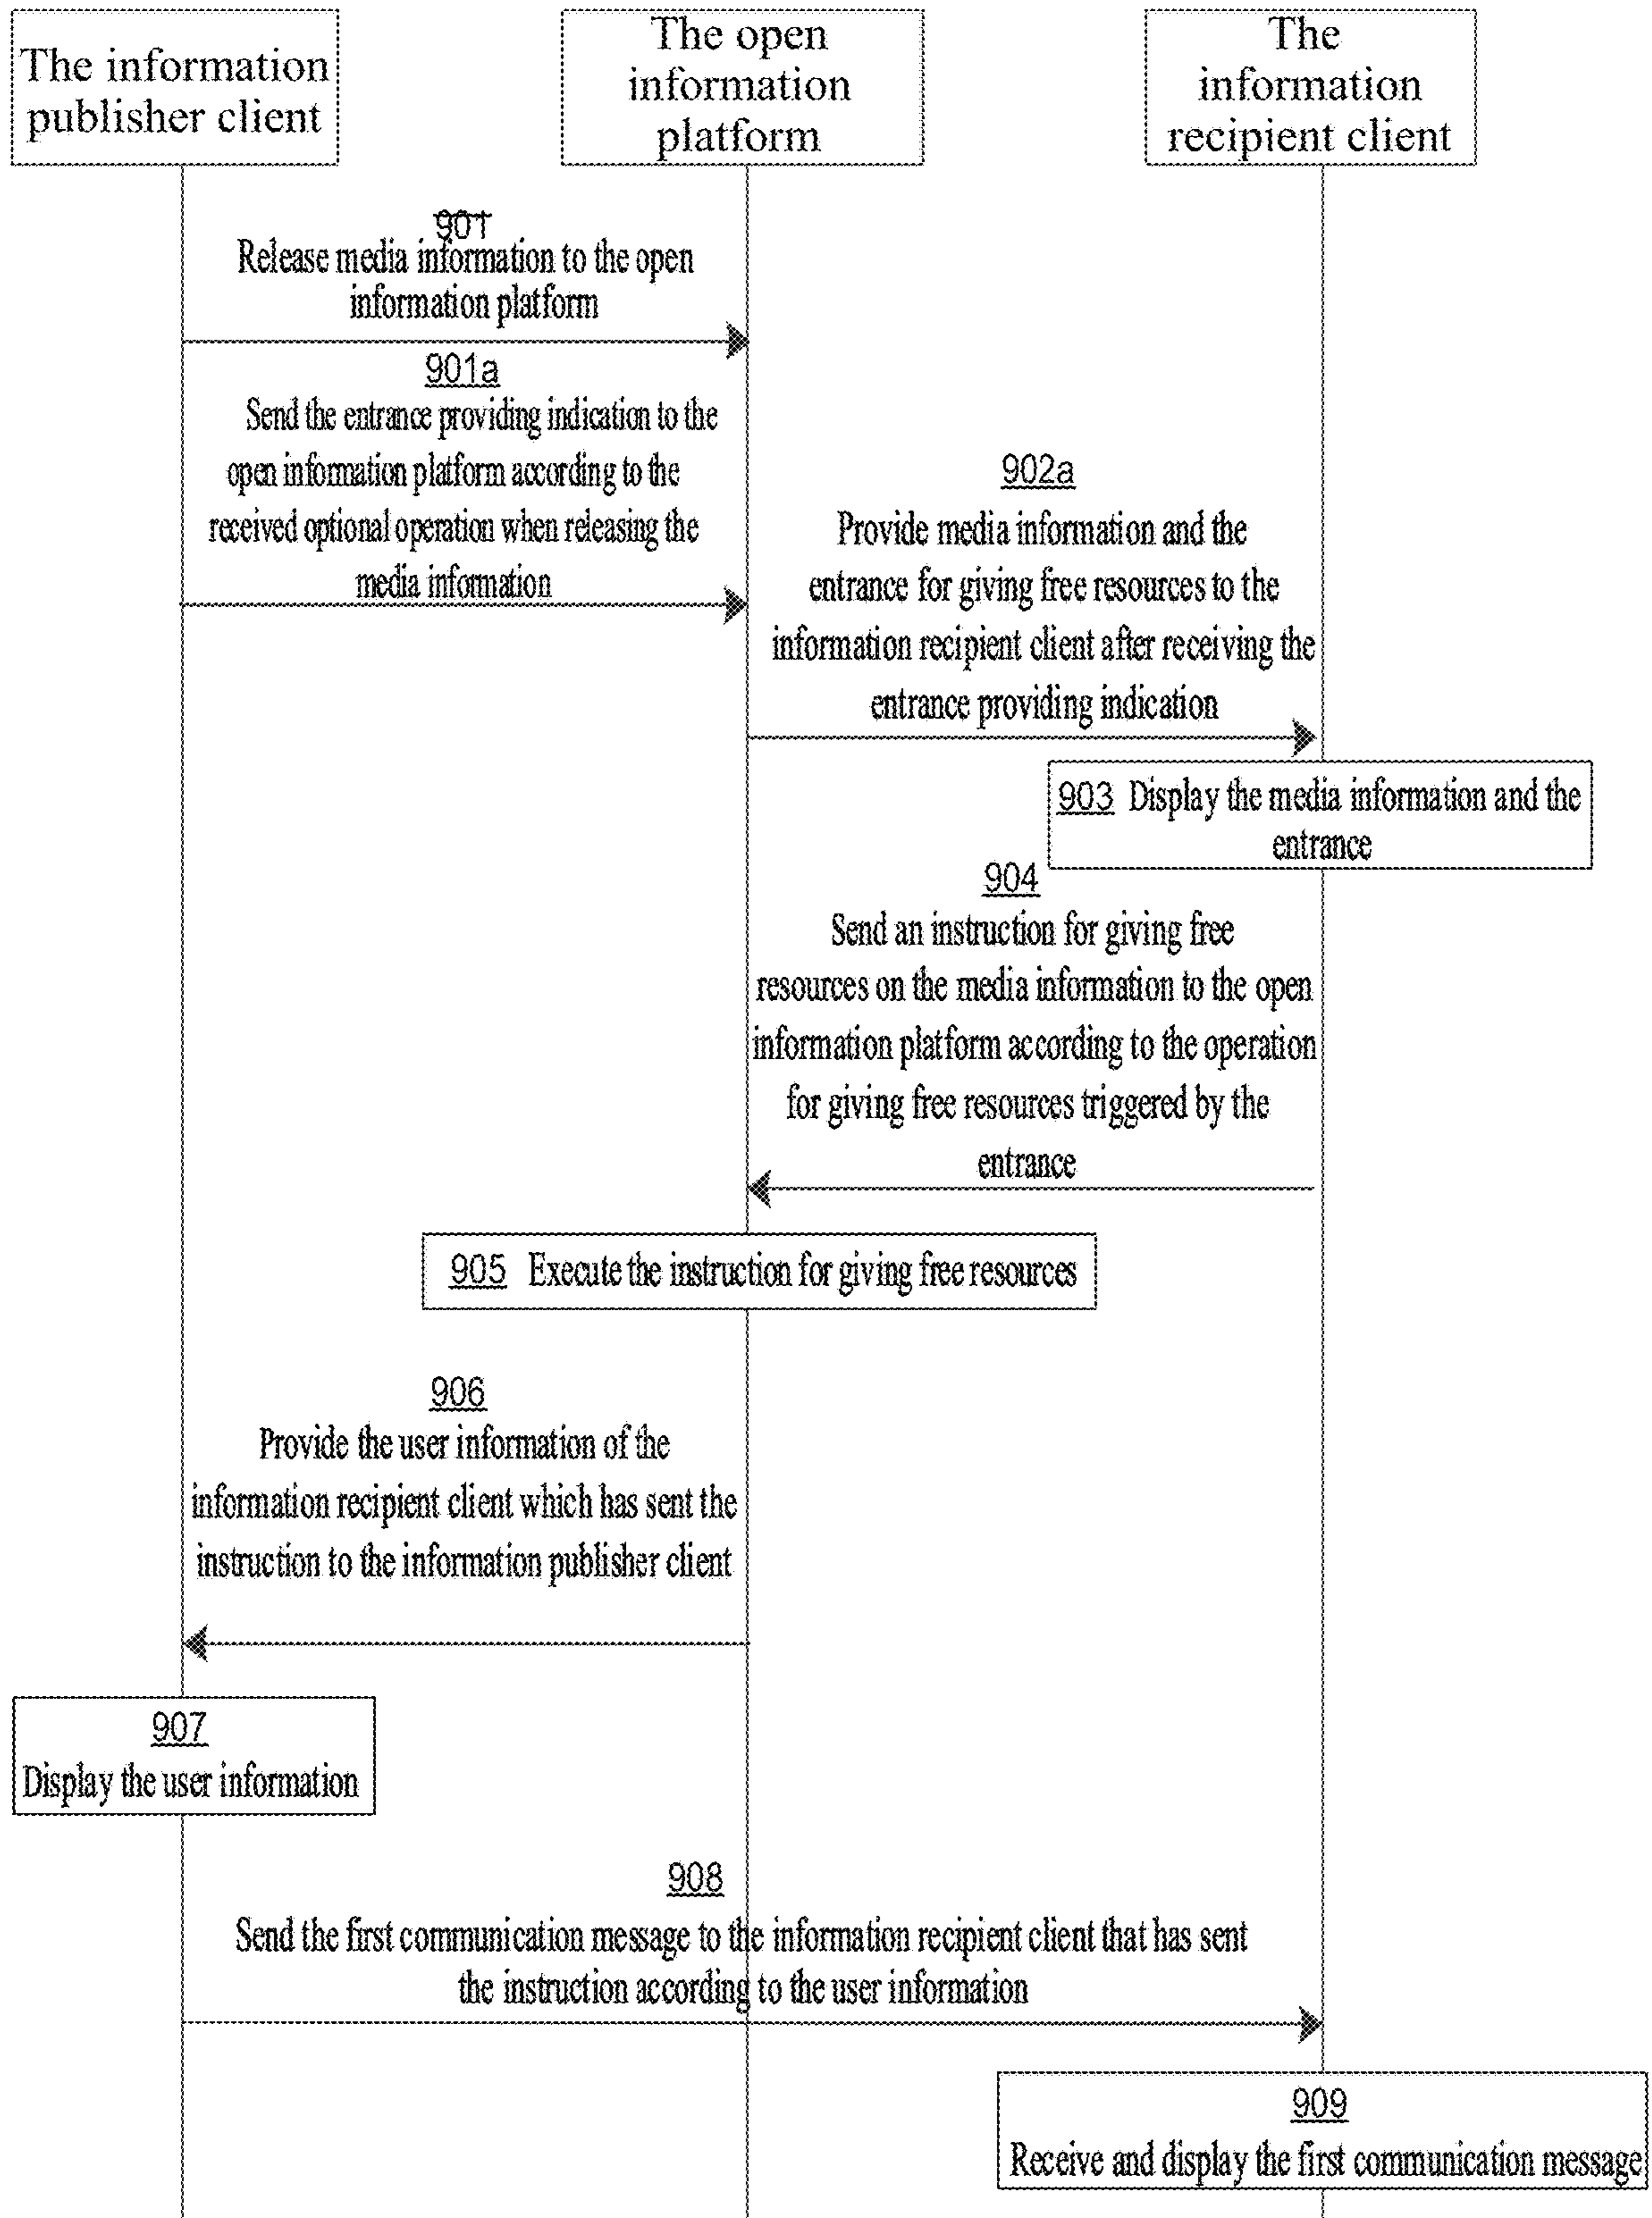 The information
publisher client
The open
information
platform
The
information
recipient client
901
Release media information to the open
information platform
901a
Send the entrance providing indication to the
open information platform according to the
received optional operation when releasing the
media information
902a
Provide media information and the
entrance for giving free resources to the
information recipient client after receiving the
entrance providing indication
903 Display the media information and the
entrance
904
Send an instruction for giving free
resources on the media information to the open
information platform according to the operation
for giving free resources triggered by the
entrance
905 Execute the instruction for giving free resources
906
Provide the user information of the
information recipient client which has sent the
instruction to the information publisher client
907
Display the user information
908
Send the first communication message to the information recipient client that has sent
the instruction according to the user information
909
Receive and display the first communication message